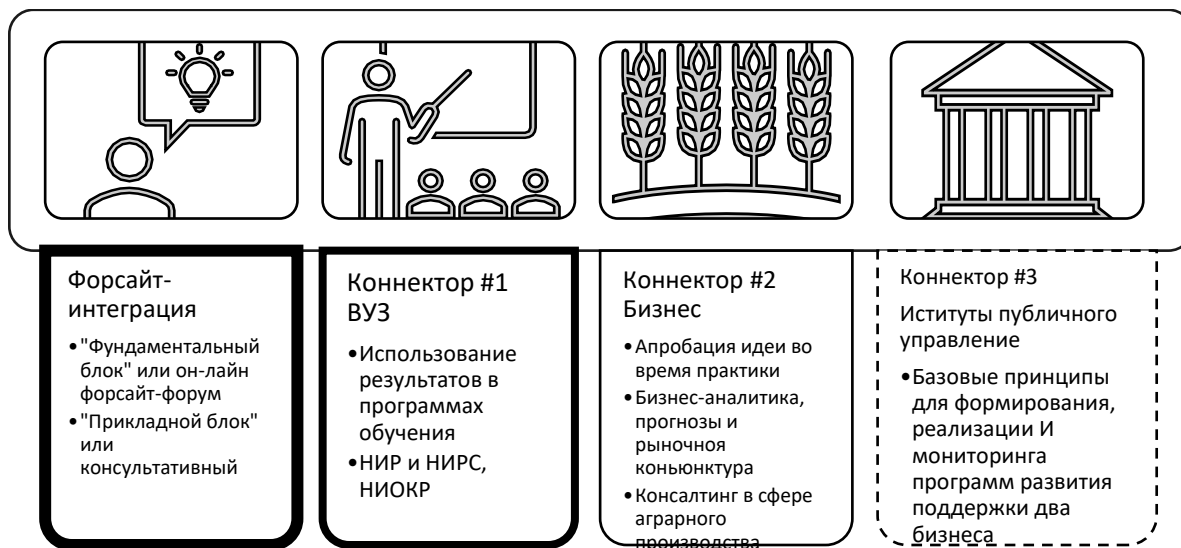 Форсайт-
интеграция
•"Фундаментальный
блок" или он-лайн
форсайт-форум
•"Прикладной блок"
или
консультативный
Коннектор #1
ВУЗ
•Использование
результатов в
программах
обучения
•НИР и НИРС,
НИОКР
Коннектор #2
Бизнес
•Апробация идеи во
время практики
•Бизнес-аналитика,
прогнозы и
рыночная
коньюнктура
•Консалтинг в сфере
аграрного
производства
Коннектор #3
Иституты публичного
управление
•Базовые принципы
для формирования,
реализации И
мониторинга
программ развития
поддержки два
бизнеса